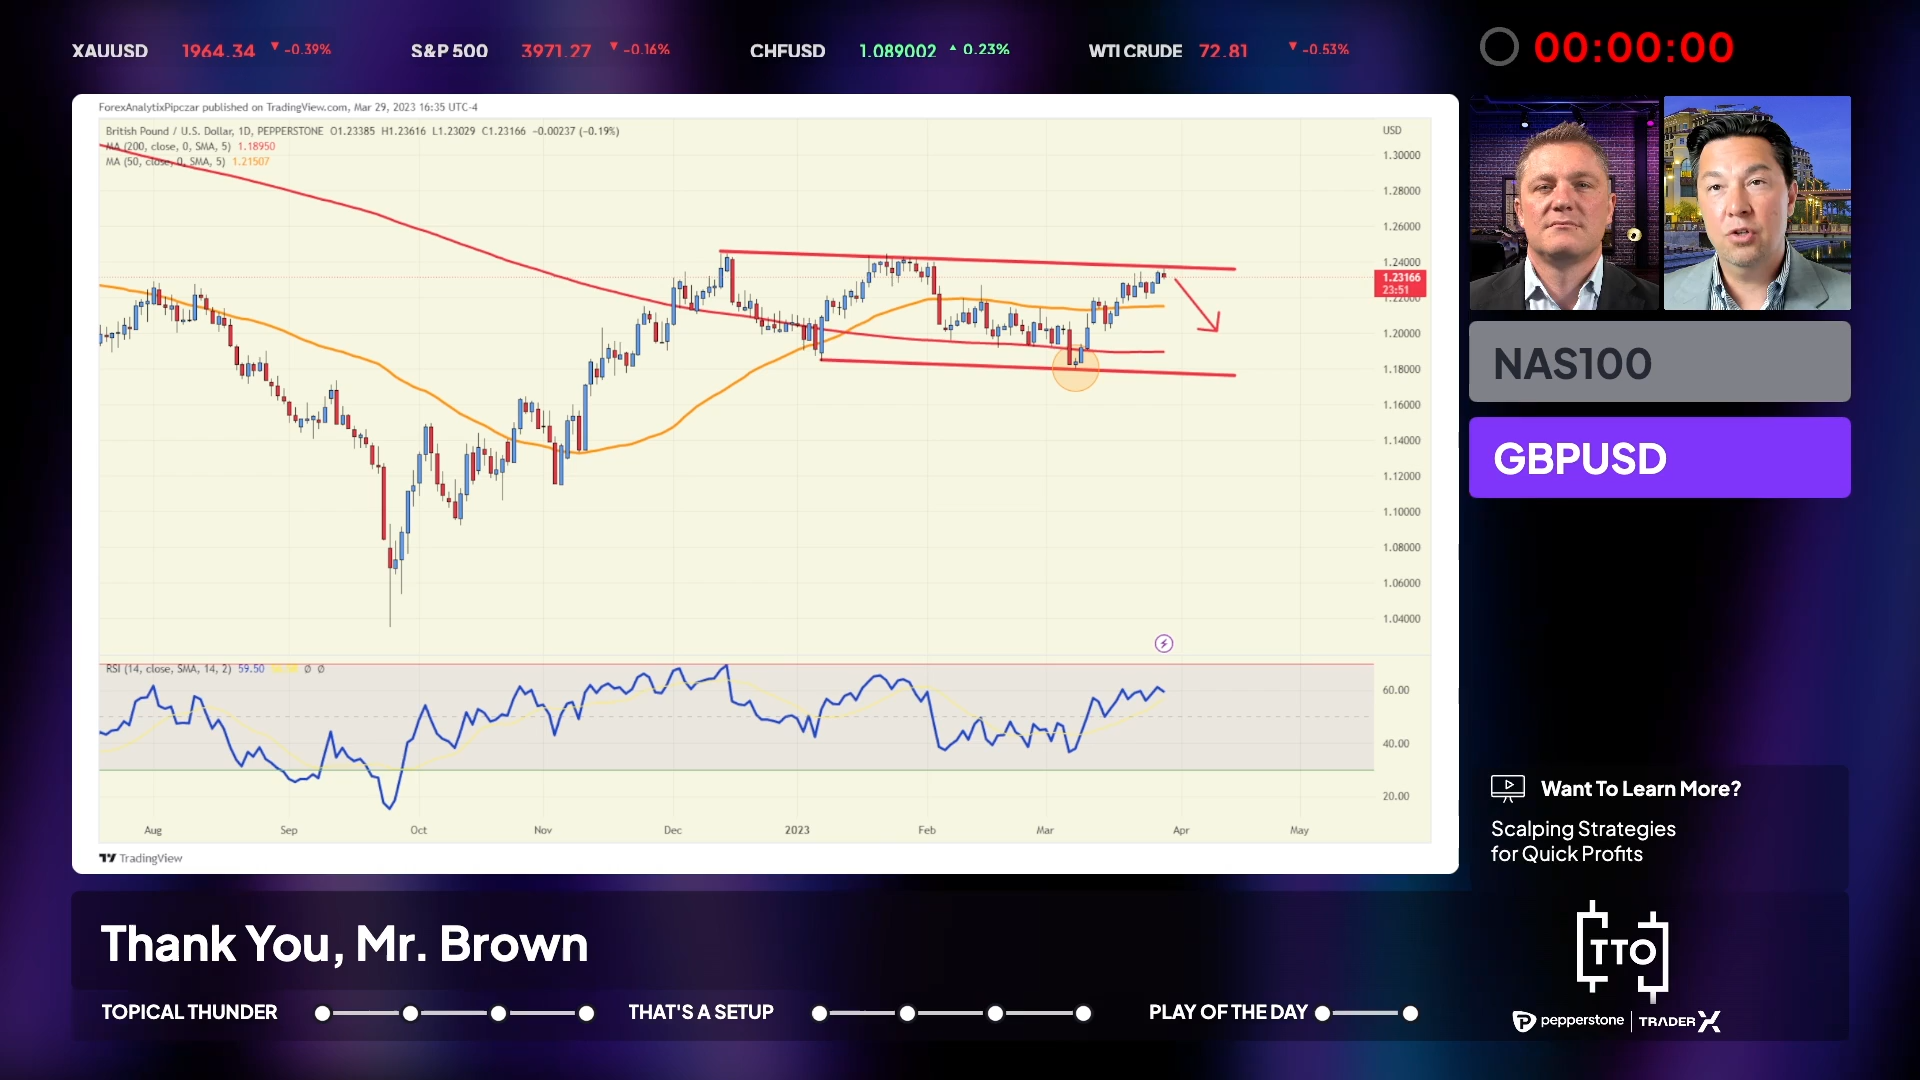 XAUUSD 1964.34 ▼ -0.39% S&P 500 3971.27 ▼ -0.16% CHFUSD 1.089002 ▲ 0.23% WTI CRUDE 72.81 ▼ -0.53% 00:00:00
ForexAnalytixPipczar published on TradingView.com, Mar 29, 2023 16:35 UTC-4
British Pound / U.S. Dollar, 1D, PEPPERSTONE O1.23385 H1.23616 L1.23029 C1.23166 −0.00237 (−0.19%)
MA (200, close, 0, SMA, 5) 1.18950
MA (50, close, 0, SMA, 5) 1.21507
USD
1.30000
1.28000
1.26000
1.24000
1.23166
23:51
1.22000
1.20000
1.18000
1.16000
1.14000
1.12000
1.10000
1.08000
1.06000
1.04000
RSI (14, close, SMA, 14, 2) 59.50 Ø Ø
60.00
40.00
20.00
Aug Sep Oct Nov Dec 2023 Feb Mar Apr May
TradingView
NAS100
GBPUSD
Want To Learn More?
Scalping Strategies
for Quick Profits
Thank You, Mr. Brown
TOPICAL THUNDER THAT'S A SETUP PLAY OF THE DAY
TTO
pepperstone | TRADER X